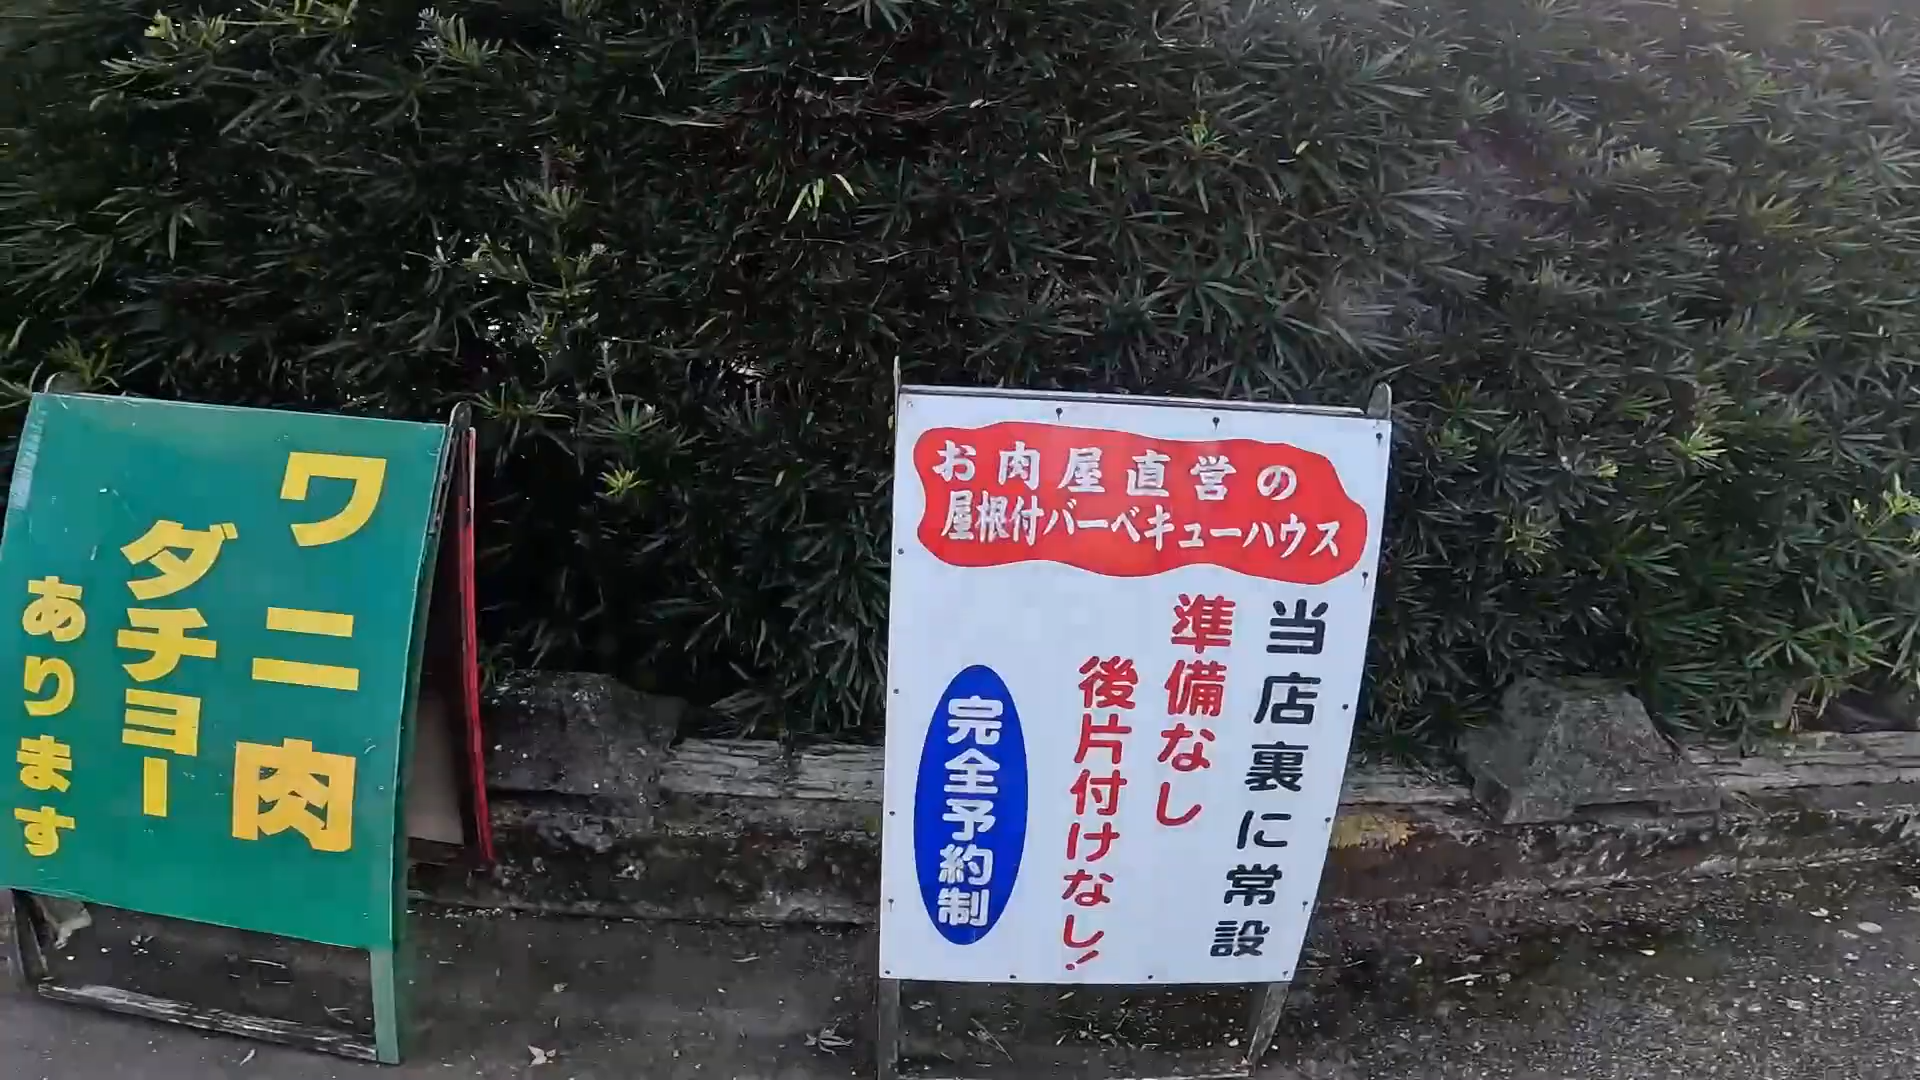 ワニ肉
ダチョー
あります
お肉屋直営の
屋根付バーベキューハウス
当店裏に常設
準備なし
後片付けなし!
完全予約制